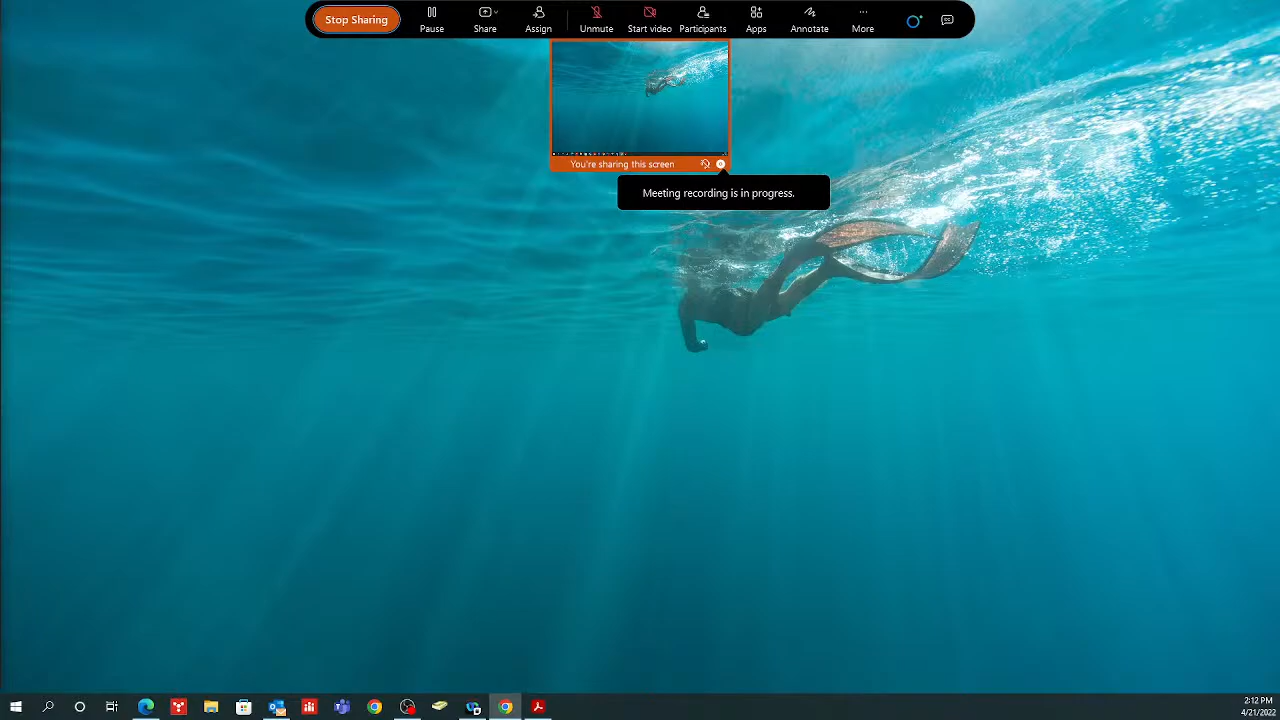 Stop Sharing
Pause
Share
Assign
Unmute
Start video
Participants
Apps
Annotate
More
You're sharing this screen
Meeting recording is in progress.
2:12 PM
4/21/2022